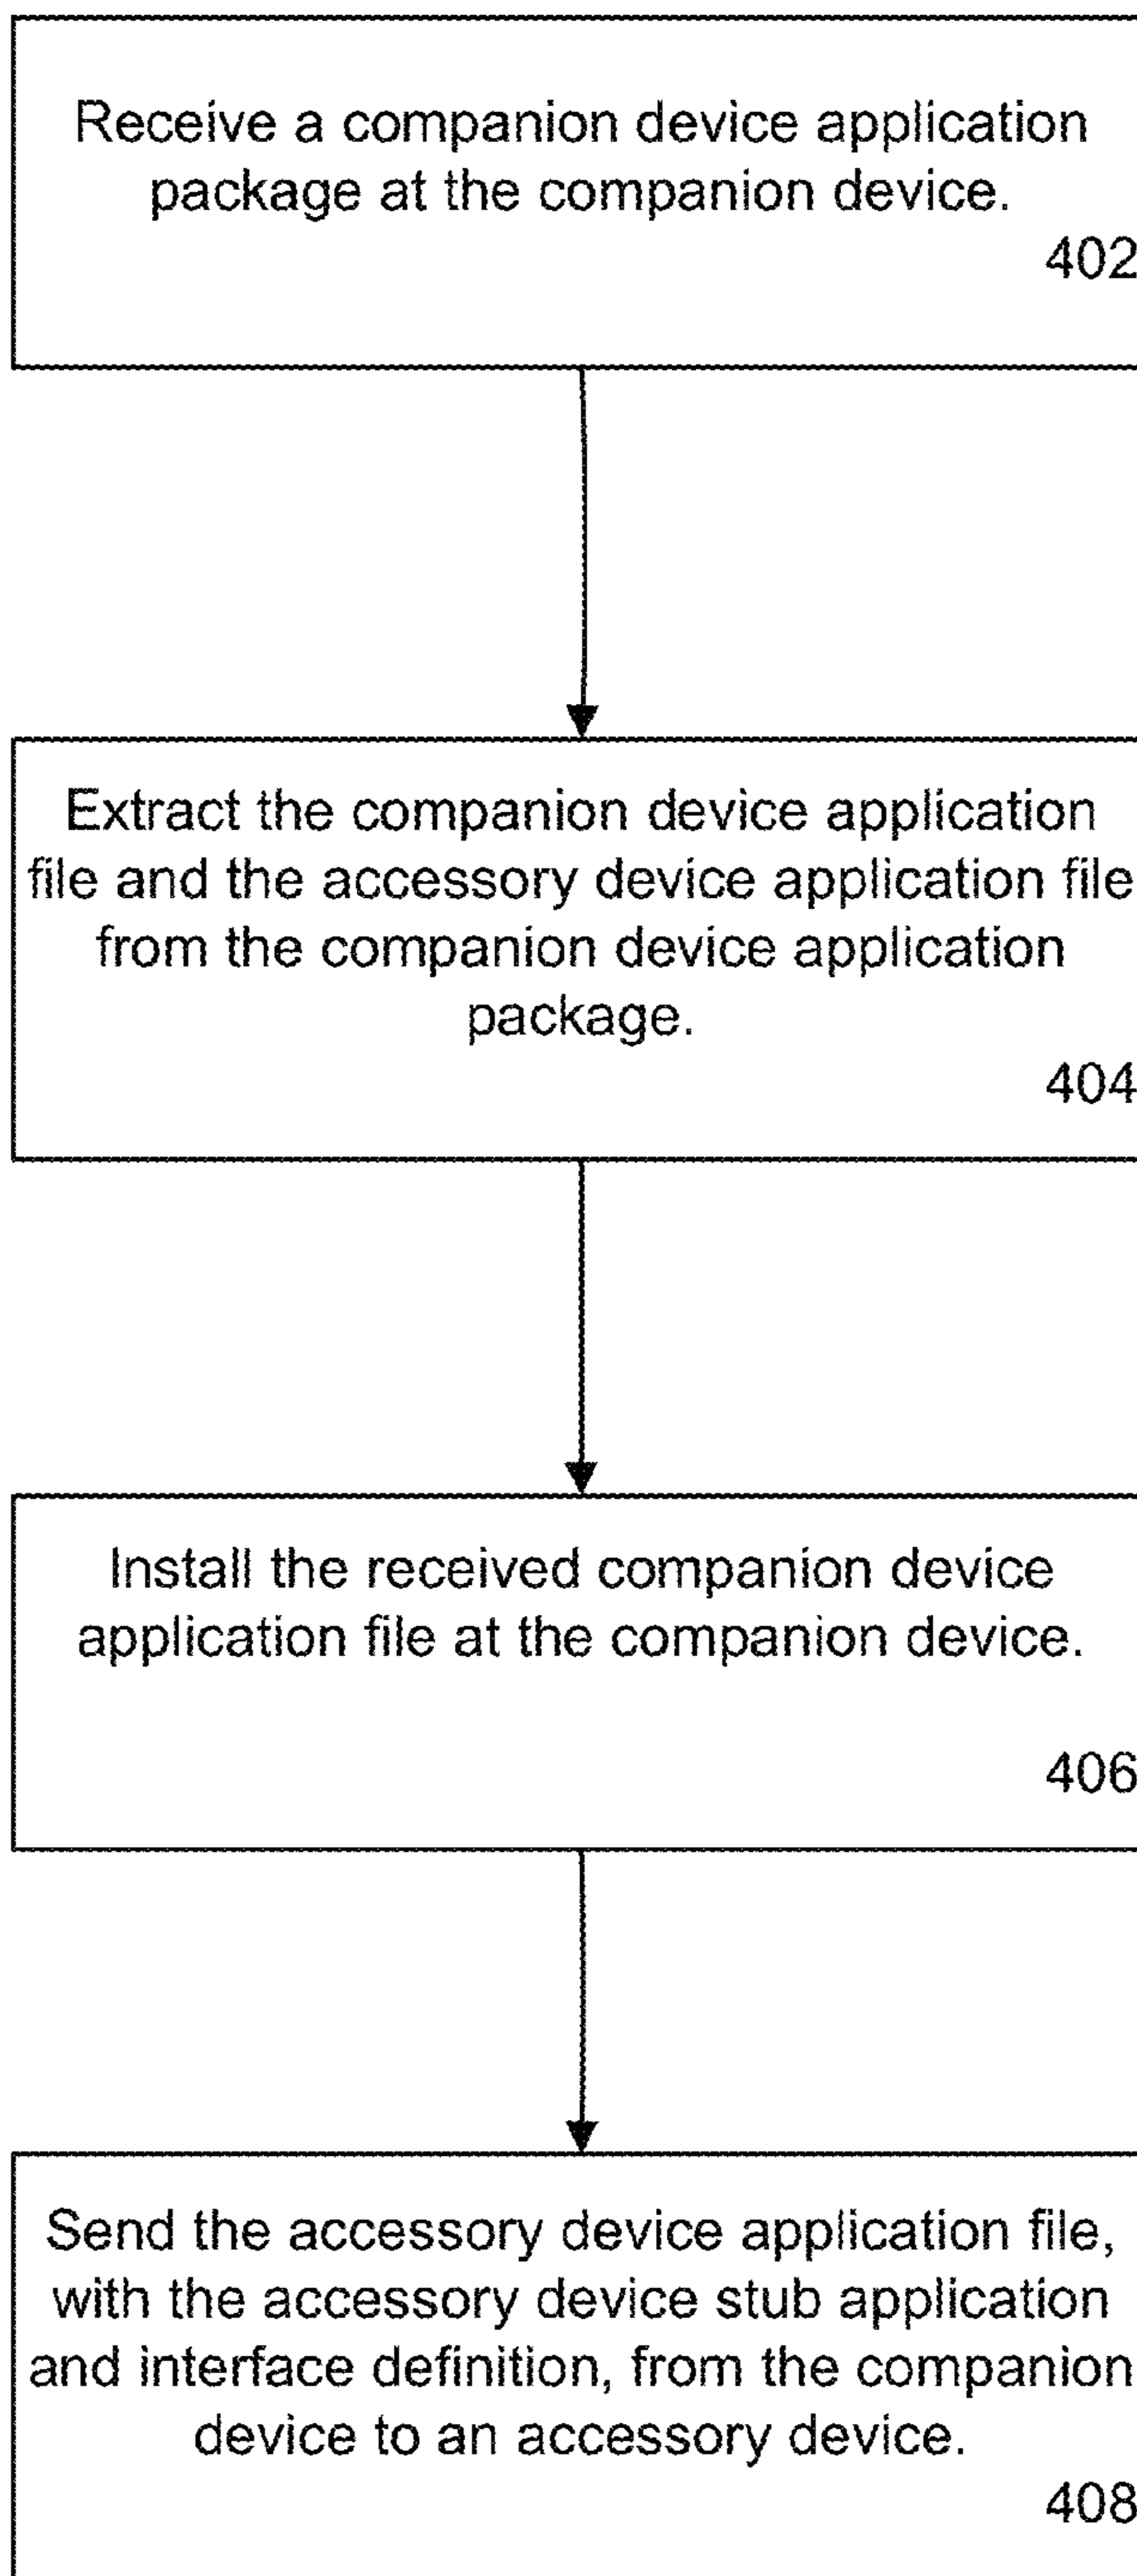 Receive a companion device application
package at the companion device.
402
Extract the companion device application
file and the accessory device application file
from the companion device application
package.
404
Install the received companion device
application file at the companion device.
406
Send the accessory device application file,
with the accessory device stub application
and interface definition, from the companion
device to an accessory device.
408